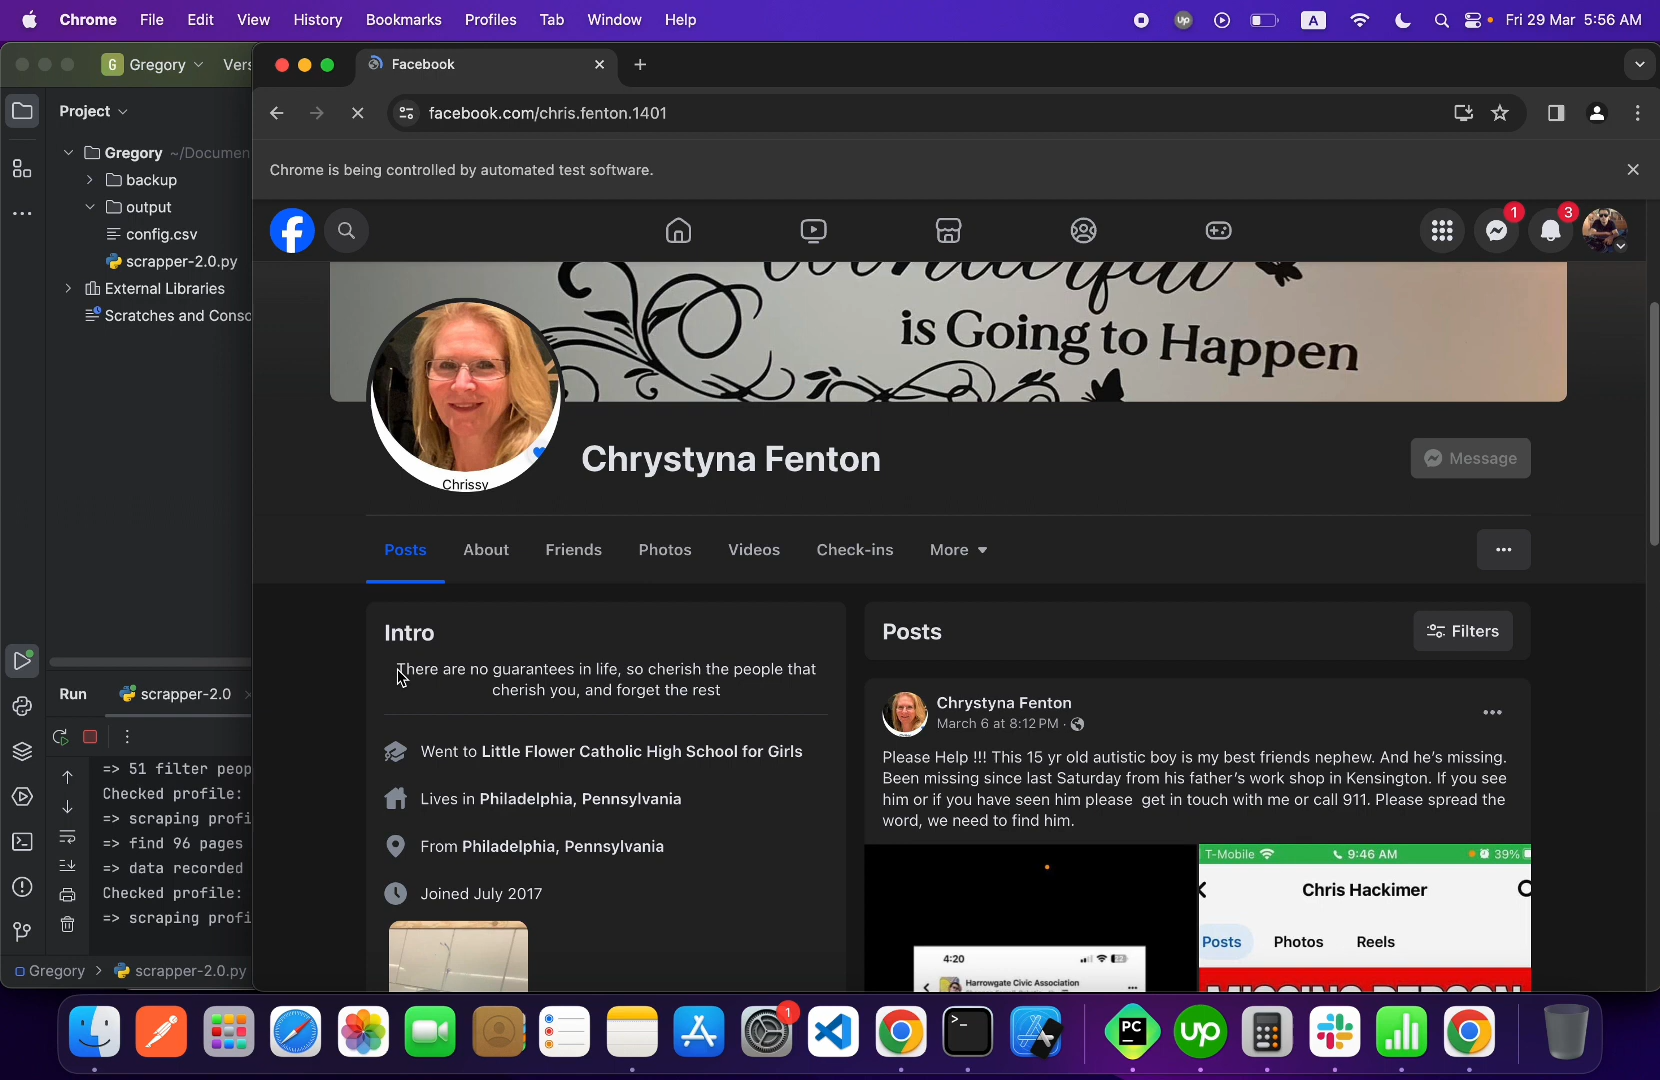 Chrome File Edit View History Bookmarks Profiles Tab Window Help
up A Fri 29 Mar 5:56 AM
G Gregory Vers
Facebook
Project
facebook.com/chris.fenton.1401
Gregory ~/Documen
Chrome is being controlled by automated test software.
backup
output
config.csv
scrapper-2.0.py
External Libraries
Scratches and Conso
1
3
Wonderful
is Going to Happen
Chrissy
Chrystyna Fenton
Message
Posts About Friends Photos Videos Check-ins More
Intro
There are no guarantees in life, so cherish the people that
cherish you, and forget the rest
Went to Little Flower Catholic High School for Girls
Lives in Philadelphia, Pennsylvania
From Philadelphia, Pennsylvania
Joined July 2017
Posts
Filters
Chrystyna Fenton
March 6 at 8:12 PM
Please Help !!! This 15 yr old autistic boy is my best friends nephew. And he's missing.
Been missing since last Saturday from his father's work shop in Kensington. If you see
him or if you have seen him please get in touch with me or call 911. Please spread the
word, we need to find him.
4:20
Harrowgate Civic Association
T-Mobile 9:46 AM 39%
Chris Hackimer
Posts Photos Reels
MISSING PERSON
Run scrapper-2.0
=> 51 filter peop
Checked profile:
=> scraping profi
=> find 96 pages
=> data recorded
Checked profile:
=> scraping profi
Gregory > scrapper-2.0.py
1
PC
up